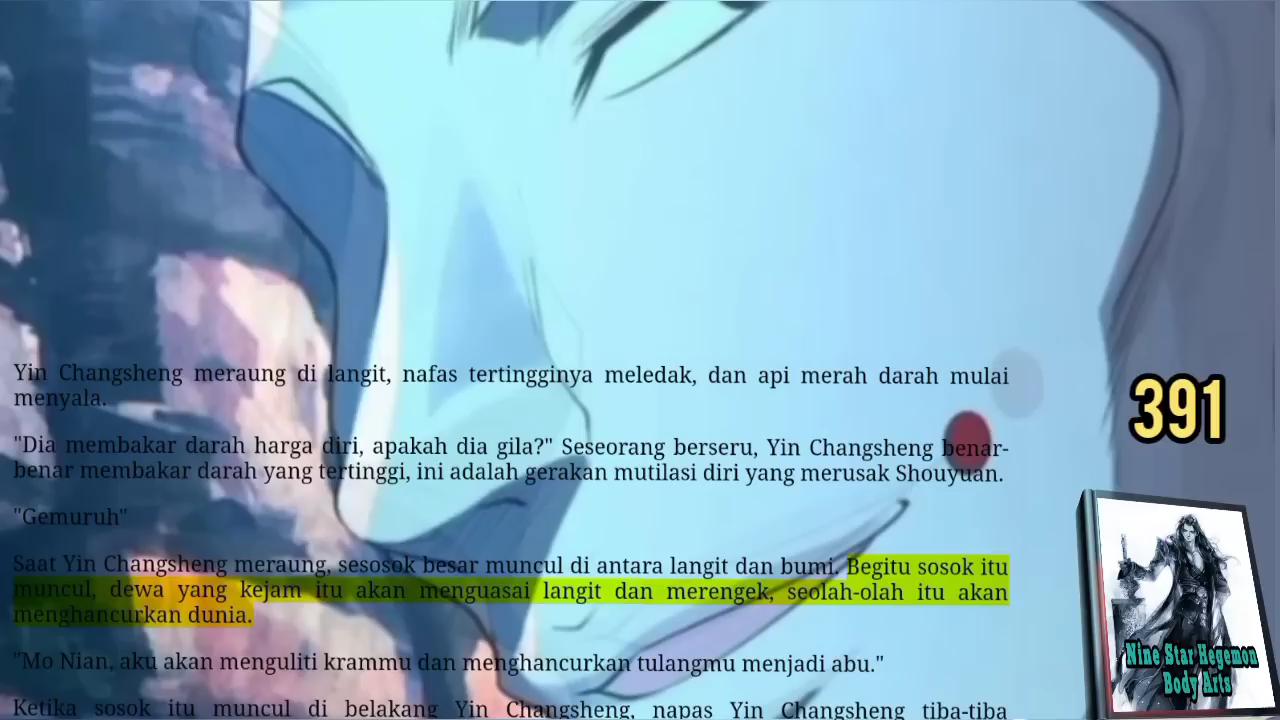 Yin Changsheng meraung di langit, nafas tertingginya meledak, dan api merah darah mulai
menyala.
"Dia membakar darah harga diri, apakah dia gila?" Seseorang berseru, Yin Changsheng benar-
benar membakar darah yang tertinggi, ini adalah gerakan mutilasi diri yang merusak Shouyuan.
"Gemuruh"
Saat Yin Changsheng meraung, sesosok besar muncul di antara langit dan bumi. Begitu sosok itu
muncul, dewa yang kejam itu akan menguasai langit dan merengek, seolah-olah itu akan
menghancurkan dunia.
"Mo Nian, aku akan menguliti krammu dan menghancurkan tulangmu menjadi abu."
Ketika sosok itu muncul di belakang Yin Changsheng, napas Yin Changsheng tiba-tiba
391
Nine Star Hegemon
Body Arts